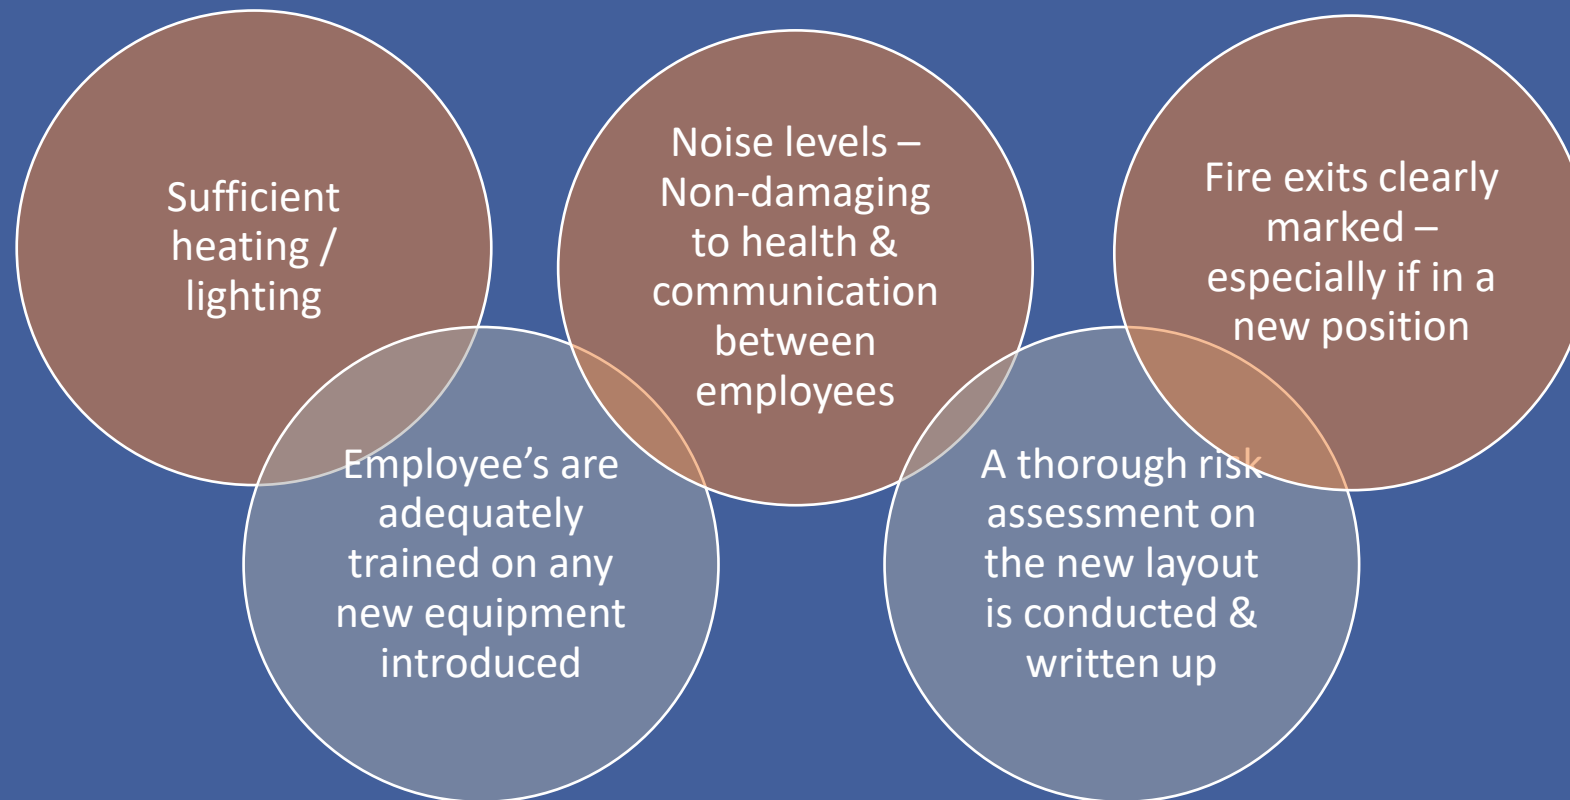 Sufficient
heating /
lighting
Noise levels –
Non-damaging
to health &
communication
between
employees
Fire exits clearly
marked –
especially if in a
new position
Employee’s are
adequately
trained on any
new equipment
introduced
A thorough risk
assessment on
the new layout
is conducted &
written up